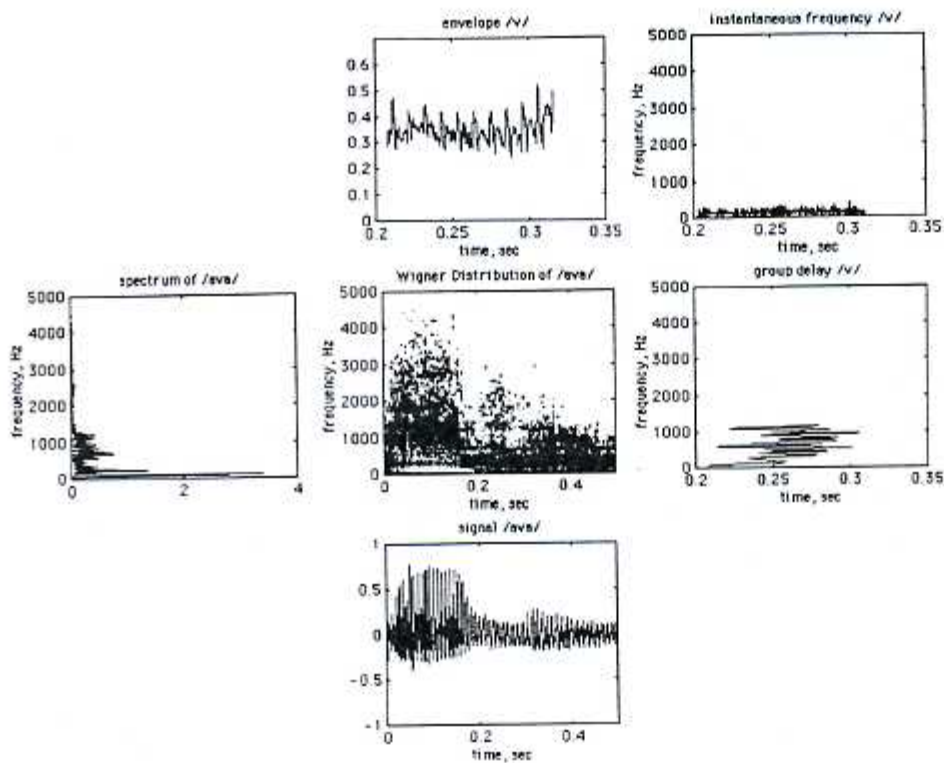 envelope /v/
0.6
0.5
0.4
0.3
0.2
0.1
0
0.2 0.25 0.3 0.35
time, sec
instantaneous frequency /v/
frequency, Hz
5000
4000
3000
2000
1000
0
0.2 0.25 0.3 0.35
time, sec
spectrum of /ava/
frequency, Hz
5000
4000
3000
2000
1000
0
0 2 4
Wigner Distribution of /ava/
frequency, Hz
5000
4000
3000
2000
1000
0
0 0.2 0.4
time, sec
group delay /v/
frequency, Hz
5000
4000
3000
2000
1000
0
0.2 0.25 0.3 0.35
time, sec
signal /ava/
1
0.5
0
-0.5
-1
0 0.2 0.4
time, sec